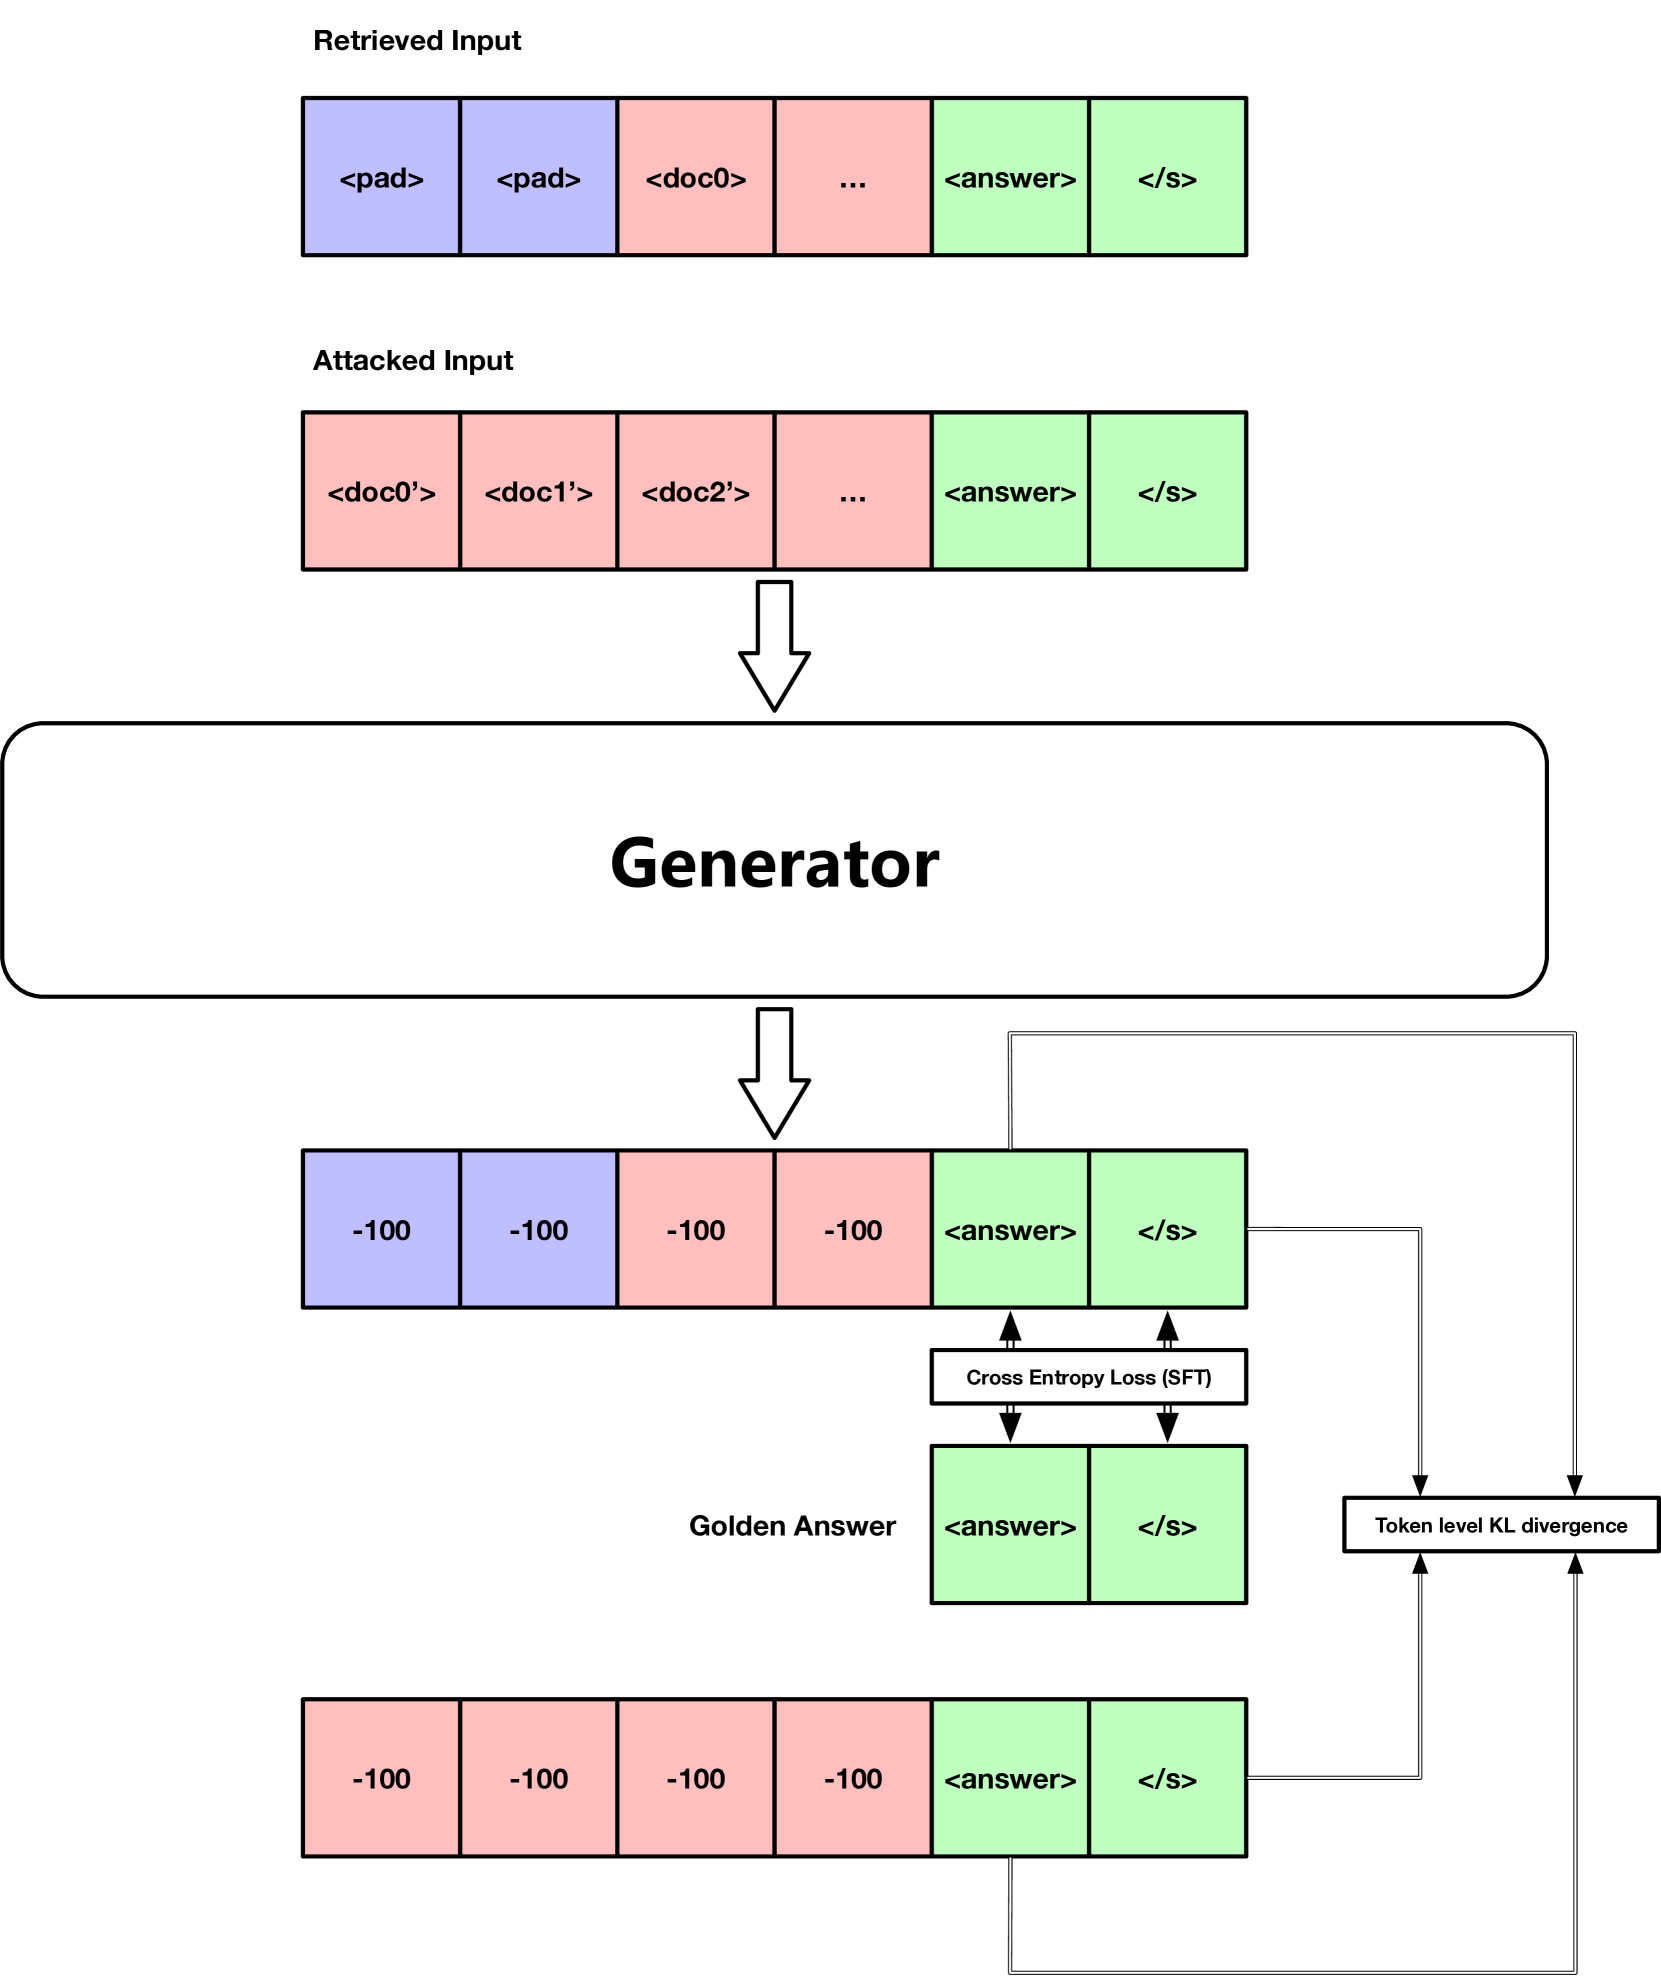 Retrieved Input
<pad> <pad> <doc0> ... <answer> </s>
Attacked Input
<doc0’> <doc1’> <doc2’> ... <answer> </s>
Generator
-100 -100 -100 -100 <answer> </s>
Cross Entropy Loss (SFT)
Golden Answer <answer> </s>
Token level KL divergence
-100 -100 -100 -100 <answer> </s>